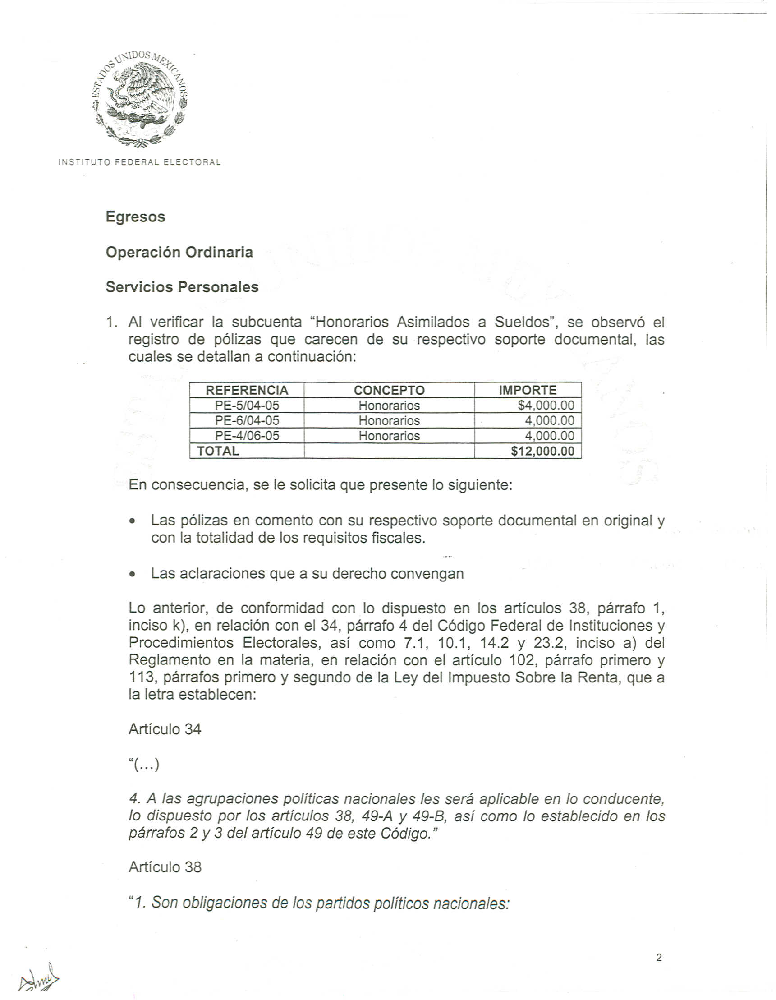 ESTADOS UNIDOS MEXICANOS
INSTITUTO FEDERAL ELECTORAL
Egresos
Operación Ordinaria
Servicios Personales
1. Al verificar la subcuenta “Honorarios Asimilados a Sueldos”, se observó el
registro de pólizas que carecen de su respectivo soporte documental, las
cuales se detallan a continuación:
REFERENCIA CONCEPTO IMPORTE
PE-5/04-05 Honorarios $4,000.00
PE-6/04-05 Honorarios 4,000.00
PE-4/06-05 Honorarios 4,000.00
TOTAL $12,000.00
En consecuencia, se le solicita que presente lo siguiente:
• Las pólizas en comento con su respectivo soporte documental en original y
con la totalidad de los requisitos fiscales.
• Las aclaraciones que a su derecho convengan
Lo anterior, de conformidad con lo dispuesto en los artículos 38, párrafo 1,
inciso k), en relación con el 34, párrafo 4 del Código Federal de Instituciones y
Procedimientos Electorales, así como 7.1, 10.1, 14.2 y 23.2, inciso a) del
Reglamento en la materia, en relación con el artículo 102, párrafo primero y
113, párrafos primero y segundo de la Ley del Impuesto Sobre la Renta, que a
la letra establecen:
Artículo 34
“(...)
4. A las agrupaciones políticas nacionales les será aplicable en lo conducente,
lo dispuesto por los artículos 38, 49-A y 49-B, así como lo establecido en los
párrafos 2 y 3 del artículo 49 de este Código.”
Artículo 38
“1. Son obligaciones de los partidos políticos nacionales:
2